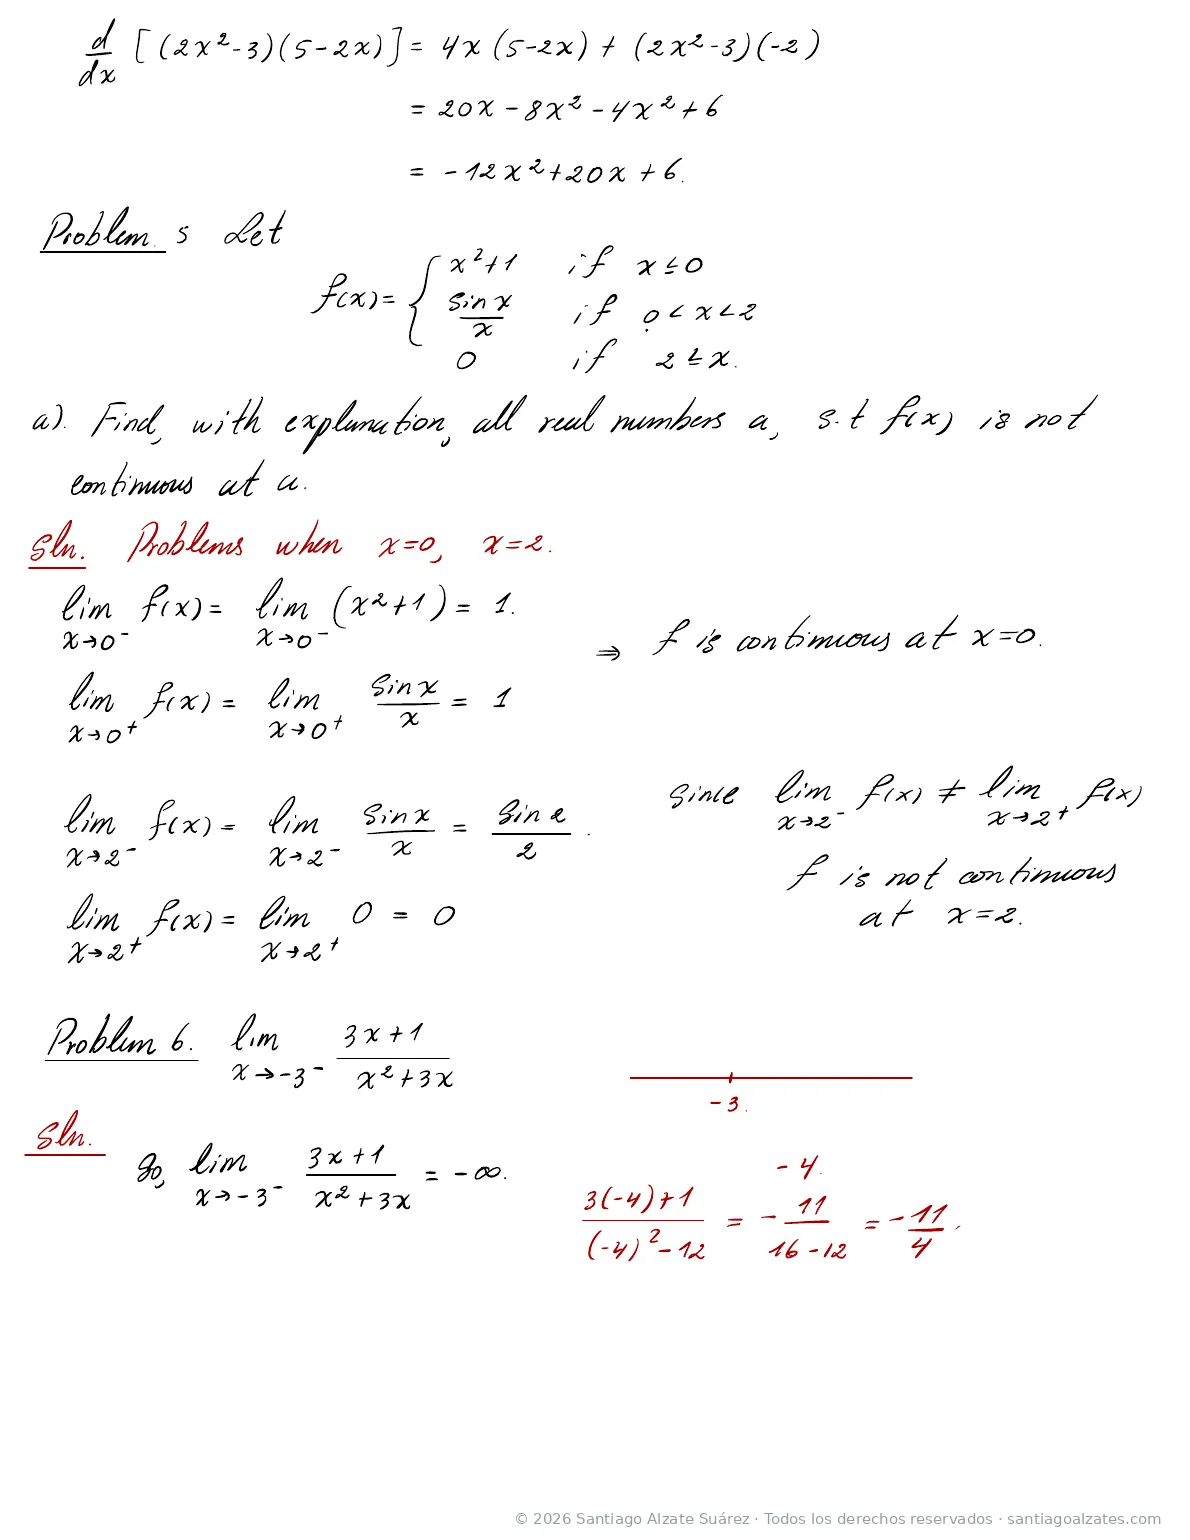 d/dx [(2x²-3)(5-2x)] = 4x(5-2x) + (2x²-3)(-2)
= 20x - 8x² - 4x² + 6
= -12x² + 20x + 6.
Problem. 5 Let
f(x) = { x²+1 if x ≤ 0
sin x / x if 0 < x < 2
0 if 2 ≤ x.
a). Find, with explanation, all real numbers a, s.t f(x) is not
continuous at a.
Sln. Problems when x=0, x=2.
lim x→0⁻ f(x) = lim x→0⁻ (x²+1) = 1.
⇒ f is continuous at x=0.
lim x→0⁺ f(x) = lim x→0⁺ sin x / x = 1
lim x→2⁻ f(x) = lim x→2⁻ sin x / x = sin 2 / 2.
Since lim x→2⁻ f(x) ≠ lim x→2⁺ f(x)
f is not continuous
at x=2.
lim x→2⁺ f(x) = lim x→2⁺ 0 = 0
Problem 6. lim x→-3⁻ (3x+1)/(x²+3x)
-3.
Sln.
So, lim x→-3⁻ (3x+1)/(x²+3x) = -∞.
-4.
(3(-4)+1)/((-4)²-12) = -11/(16-12) = -11/4.
© 2026 Santiago Alzate Suárez · Todos los derechos reservados · santiagoalzates.com